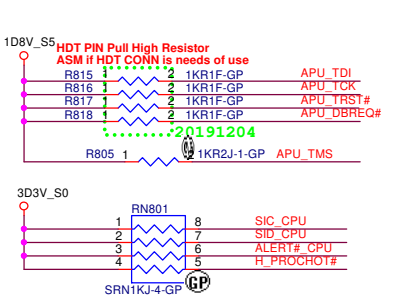 1D8V_S5
HDT PIN Pull High Resistor
ASM if HDT CONN is needs of use
R815 1 2 1KR1F-GP APU_TDI
R816 1 2 1KR1F-GP APU_TCK
R817 1 2 1KR1F-GP APU_TRST#
R818 1 2 1KR1F-GP APU_DBREQ#
20191204
R805 1 2 1KR2J-1-GP APU_TMS
3D3V_S0
RN801
1 8 SIC_CPU
2 7 SID_CPU
3 6 ALERT#_CPU
4 5 H_PROCHOT#
SRN1KJ-4-GP GP